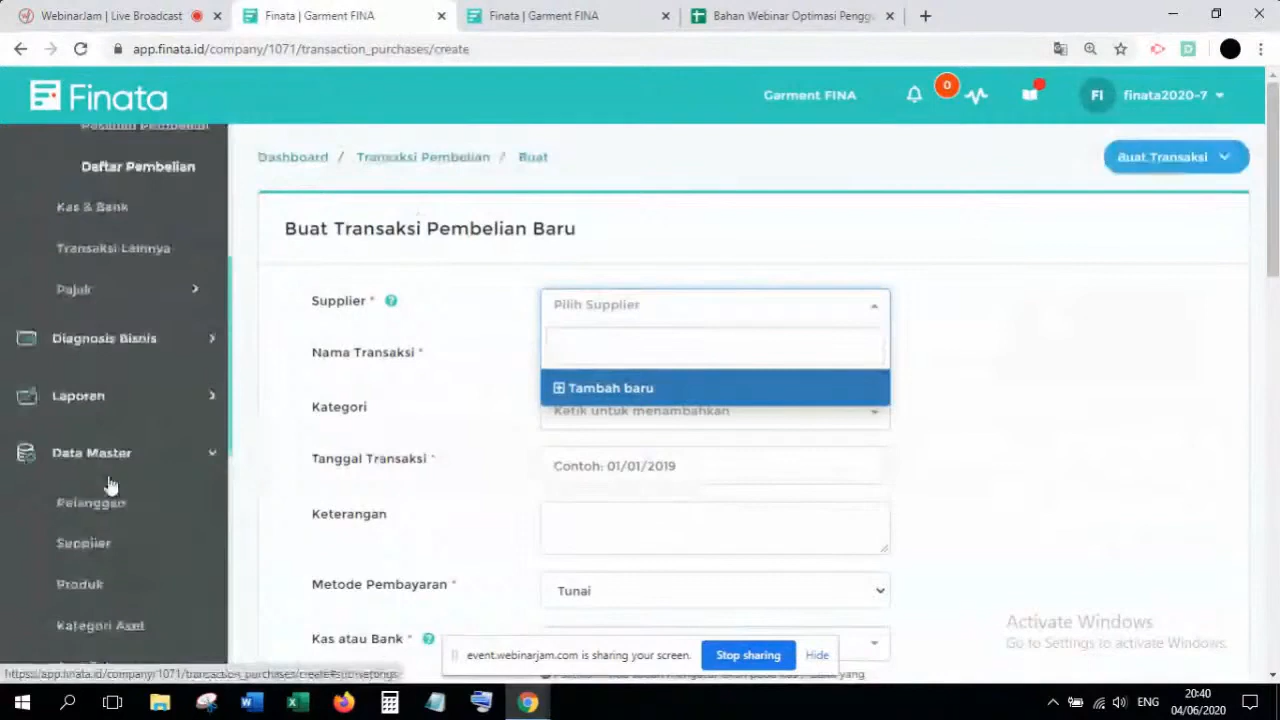 WebinarJam | Live Broadcast
Finata | Garment FINA
Finata | Garment FINA
Bahan Webinar Optimasi Pengg
app.finata.id/company/1071/transaction_purchases/create
Finata
Garment FINA
0
FI
finata2020-7
Daftar Pembelian
Kas & Bank
Transaksi Lainnya
Pajak
Diagnosis Bisnis
Laporan
Data Master
Pelanggan
Supplier
Produk
Kategori Aset
Dashboard / Transaksi Pembelian / Buat
Buat Transaksi
Buat Transaksi Pembelian Baru
Supplier *
Pilih Supplier
Tambah baru
Nama Transaksi *
Kategori
Ketik untuk menambahkan
Tanggal Transaksi *
Contoh: 01/01/2019
Keterangan
Metode Pembayaran *
Tunai
Kas atau Bank *
Activate Windows
Go to Settings to activate Windows.
event.webinarjam.com is sharing your screen.
Stop sharing
Hide
ENG
20:40
04/06/2020